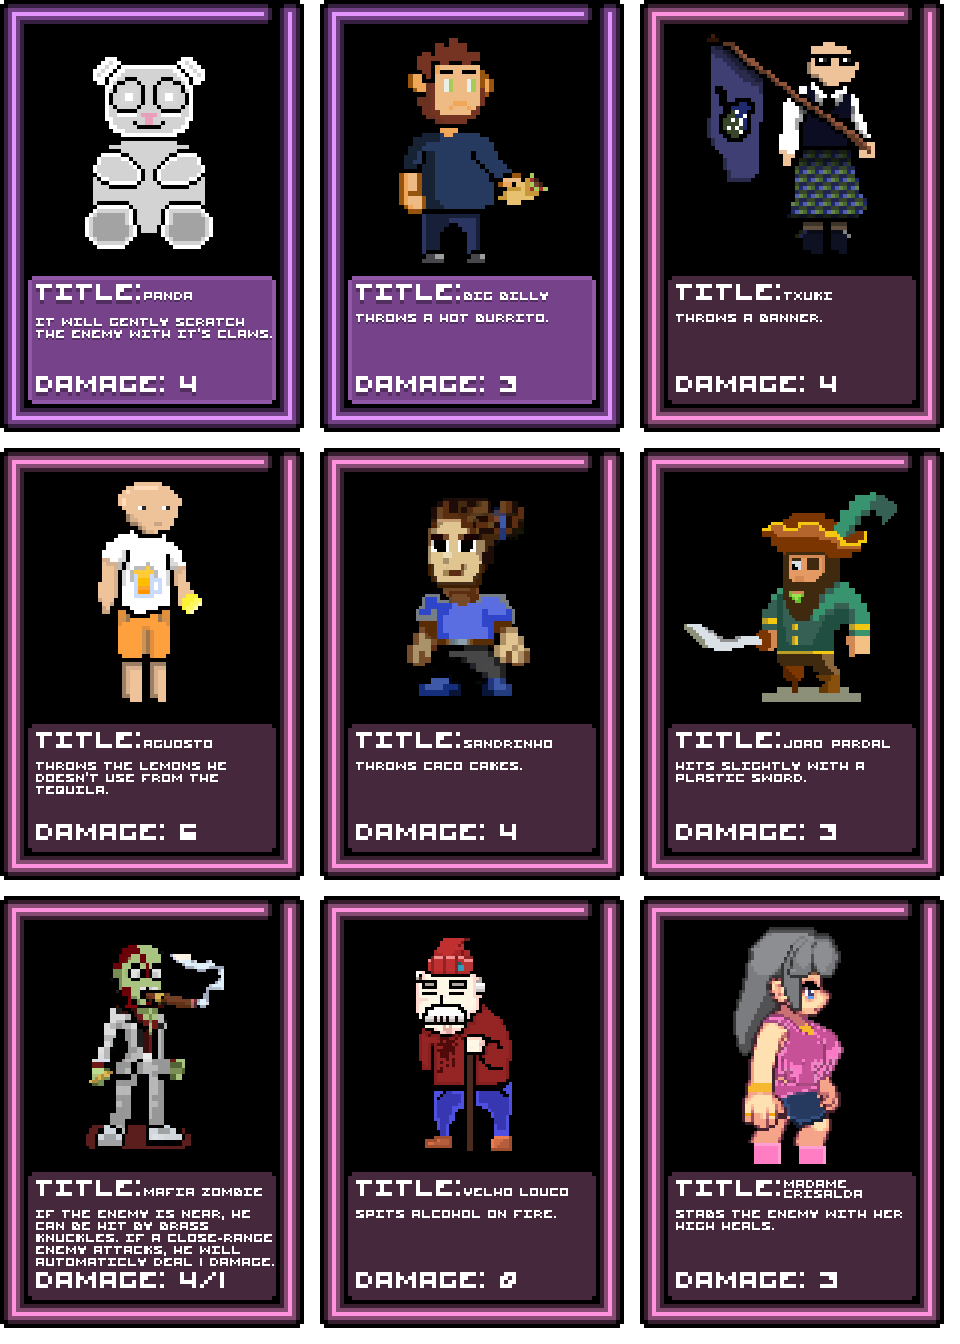 TITLE:PANDA
IT WILL GENTLY SCRATCH
THE ENEMY WITH IT'S CLAWS.
DAMAGE: 4
TITLE:BIG BILLY
THROWS A HOT BURRITO.
DAMAGE: 3
TITLE:TXUKI
THROWS A BANNER.
DAMAGE: 4
TITLE:AGUOSTO
THROWS THE LEMONS HE
DOESN'T USE FROM THE
TEQUILA.
DAMAGE: 6
TITLE:SANDRINHO
THROWS CACO CAKES.
DAMAGE: 4
TITLE:JOAO PARDAL
HITS SLIGHTLY WITH A
PLASTIC SWORD.
DAMAGE: 3
TITLE:MAFIA ZOMBIE
IF THE ENEMY IS NEAR, HE
CAN BE HIT BY BRASS
KNUCKLES. IF A CLOSE-RANGE
ENEMY ATTACKS, HE WILL
AUTOMATICLY DEAL 1 DAMAGE.
DAMAGE: 4/1
TITLE:VELHO LOUCO
SPITS ALCOHOL ON FIRE.
DAMAGE: 0
TITLE:MADAME
CRISALDA
STABS THE ENEMY WITH HER
HIGH HEALS.
DAMAGE: 3